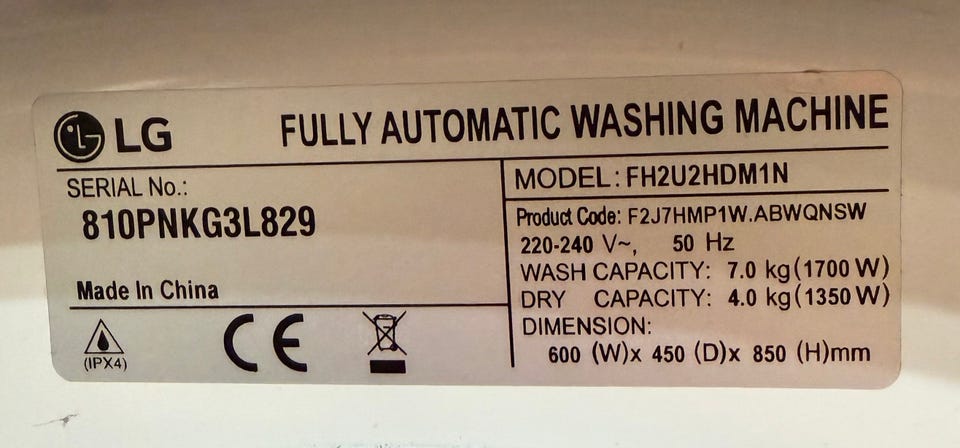 LG FULLY AUTOMATIC WASHING MACHINE
SERIAL No.:
810PNKG3L829
Made In China
(IPX4)
CE
MODEL: FH2U2HDM1N
Product Code: F2J7HMP1W.ABWQNSW
220-240 V~, 50 Hz
WASH CAPACITY: 7.0 kg(1700 W)
DRY CAPACITY: 4.0 kg(1350 W)
DIMENSION:
600 (W)x 450 (D)x 850 (H)mm